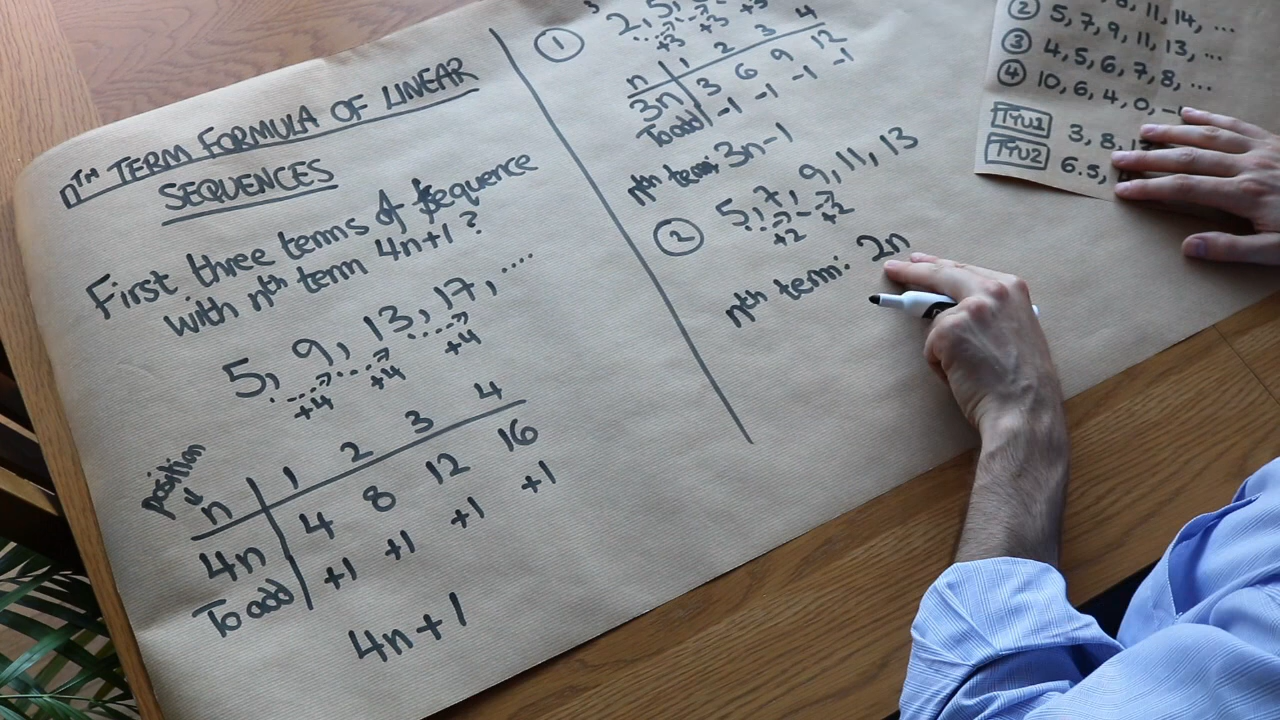 nTH TERM FORMULA OF LINEAR
SEQUENCES
First three terms of sequence
with nth term 4n+1?
5, 9, 13, 17, ....
+4 +4 +4
position
n 1 2 3 4
4n 4 8 12 16
To add +1 +1 +1 +1
4n+1
① 2, 5,
+3 +3 +3
n 1 2 3 4
3n 3 6 9 12
To add -1 -1 -1 -1
nth term: 3n-1
② 5, 7, 9, 11, 13
+2 +2
nth term: 2n
8, 11, 14, ...
② 5, 7, 9, 11, 13, ...
③ 4, 5, 6, 7, 8, ...
④ 10, 6, 4, 0, -
TYU1 3, 8, 1
TYU2 6.5,